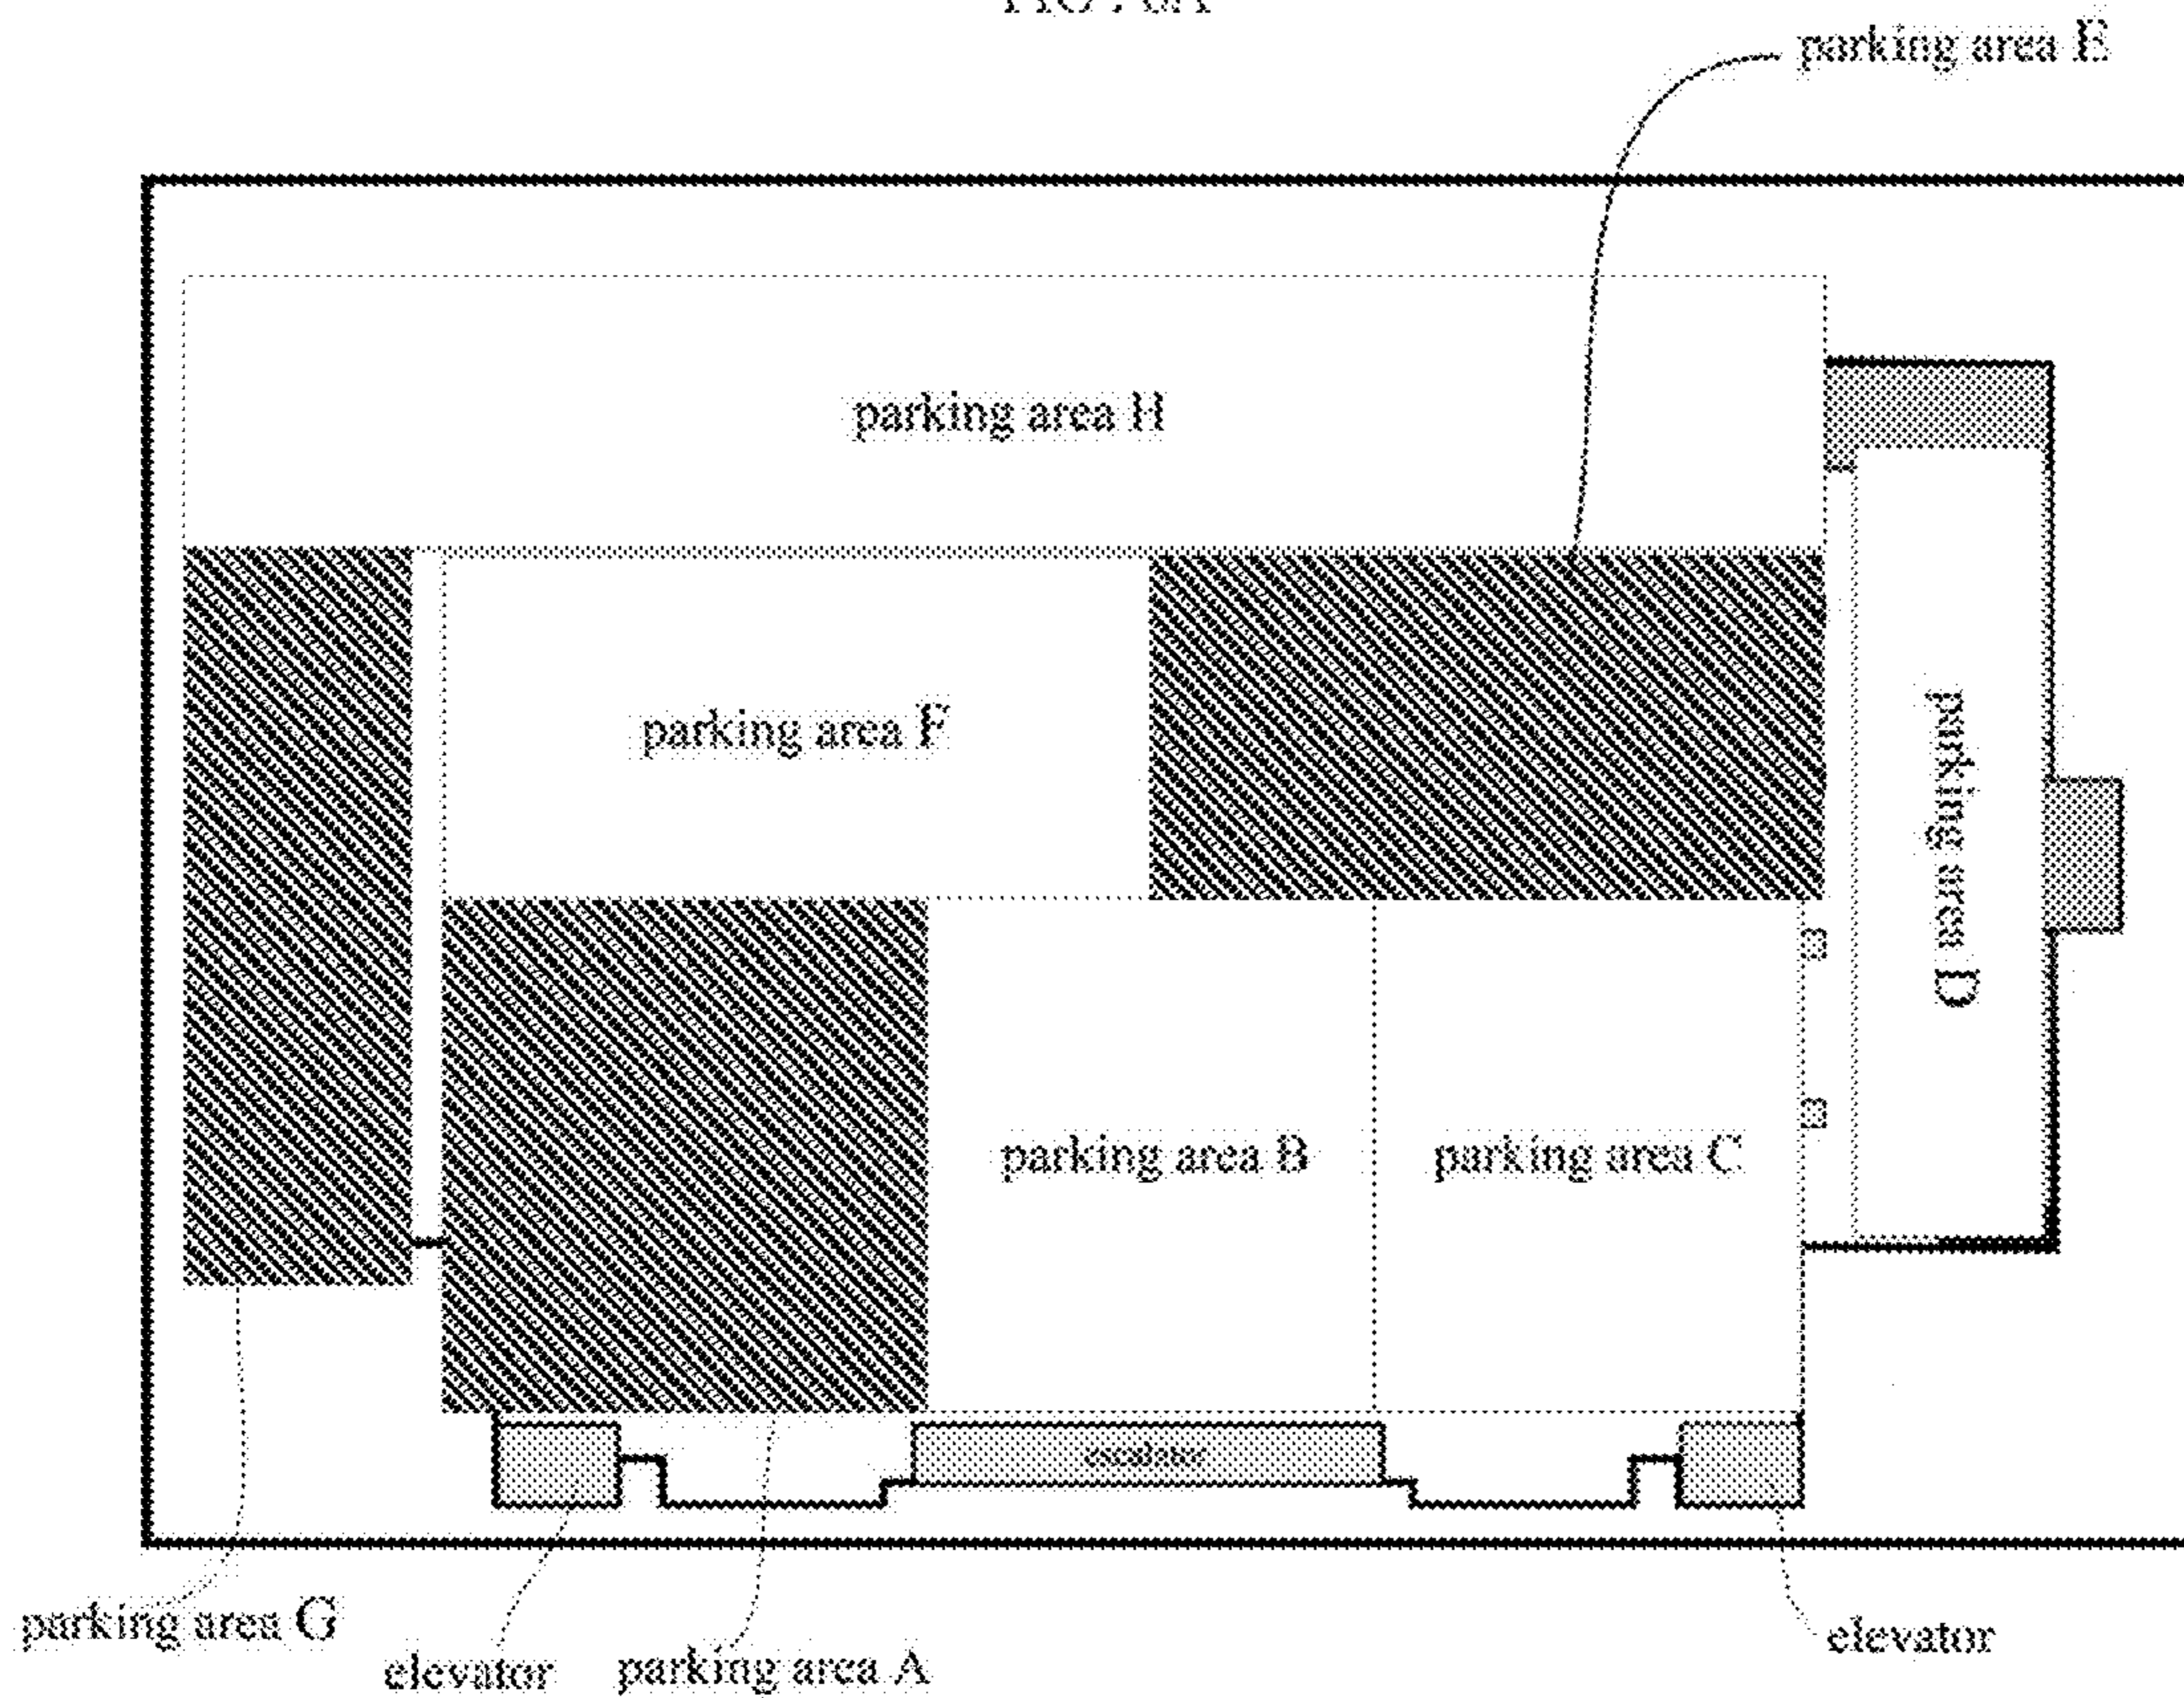 parking area E
parking area H
parking area F
parking area D
parking area B
parking area C
escalator
parking area G
elevator
parking area A
elevator